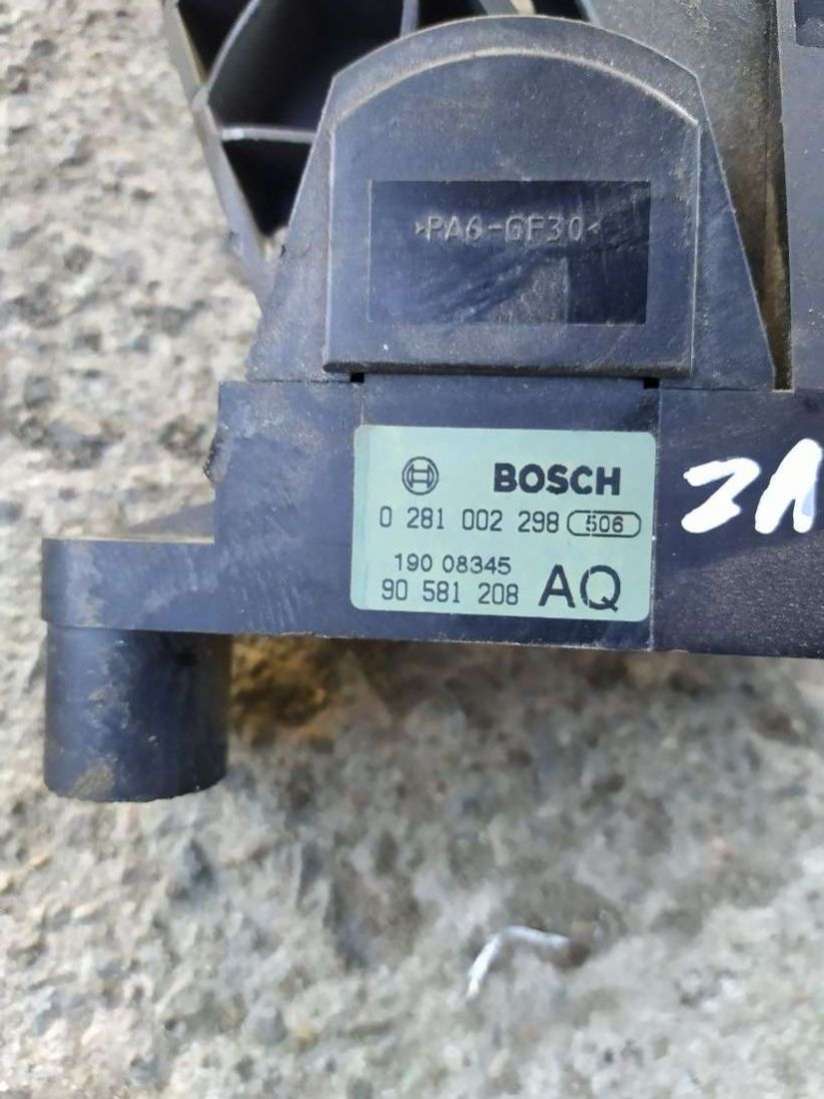 >PA6-GF30<
BOSCH
0 281 002 298 506
190 08345
90 581 208 AQ